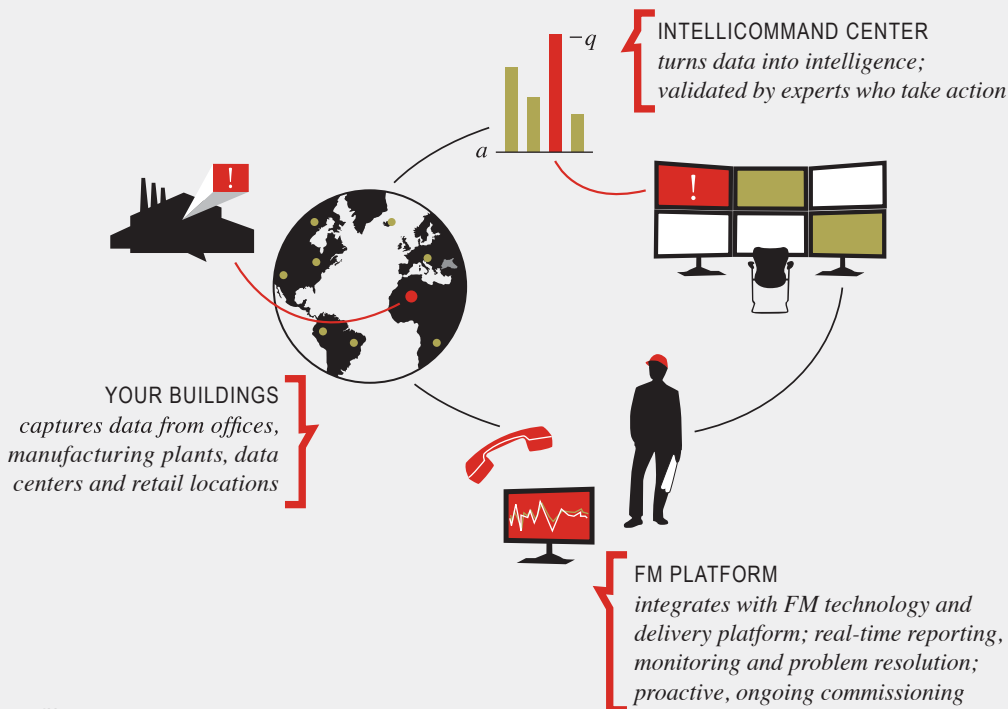 –q
a
INTELLICOMMAND CENTER
turns data into intelligence;
validated by experts who take action
!
!
YOUR BUILDINGS
captures data from offices,
manufacturing plants, data
centers and retail locations
FM PLATFORM
integrates with FM technology and
delivery platform; real-time reporting,
monitoring and problem resolution;
proactive, ongoing commissioning